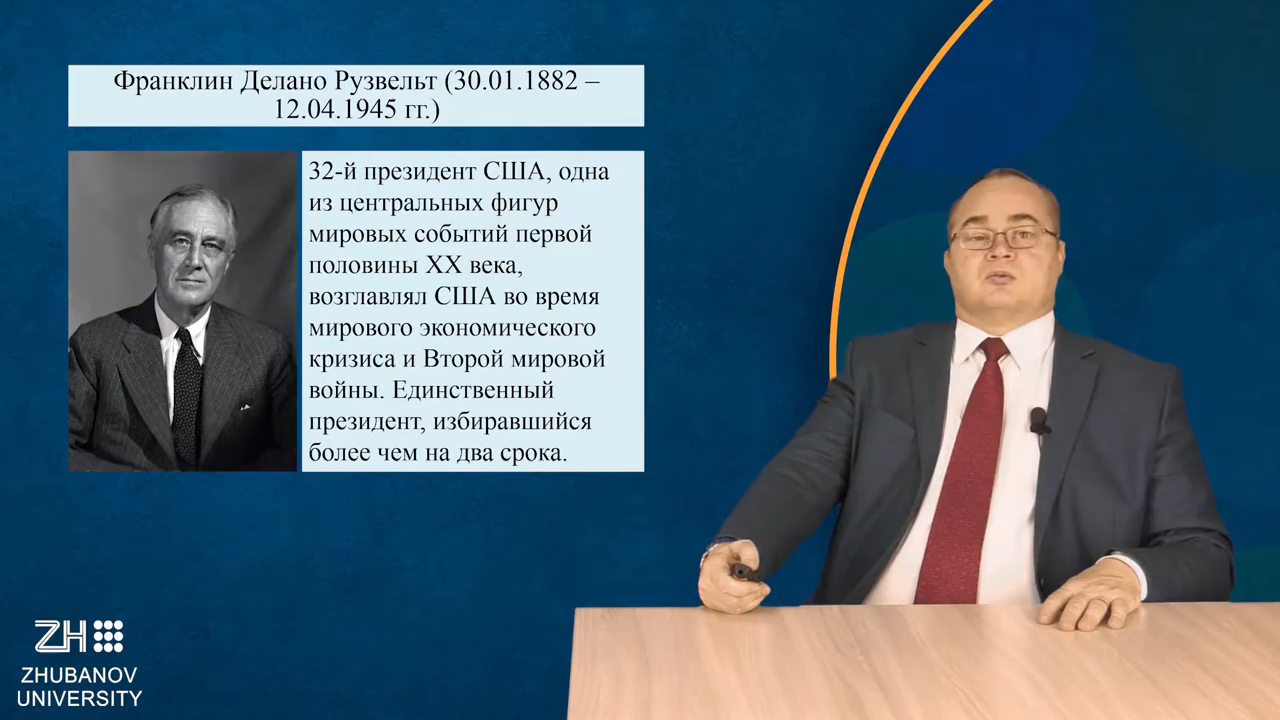 Франклин Делано Рузвельт (30.01.1882 –
12.04.1945 гг.)
32-й президент США, одна
из центральных фигур
мировых событий первой
половины XX века,
возглавлял США во время
мирового экономического
кризиса и Второй мировой
войны. Единственный
президент, избиравшийся
более чем на два срока.
ZH
ZHUBANOV
UNIVERSITY